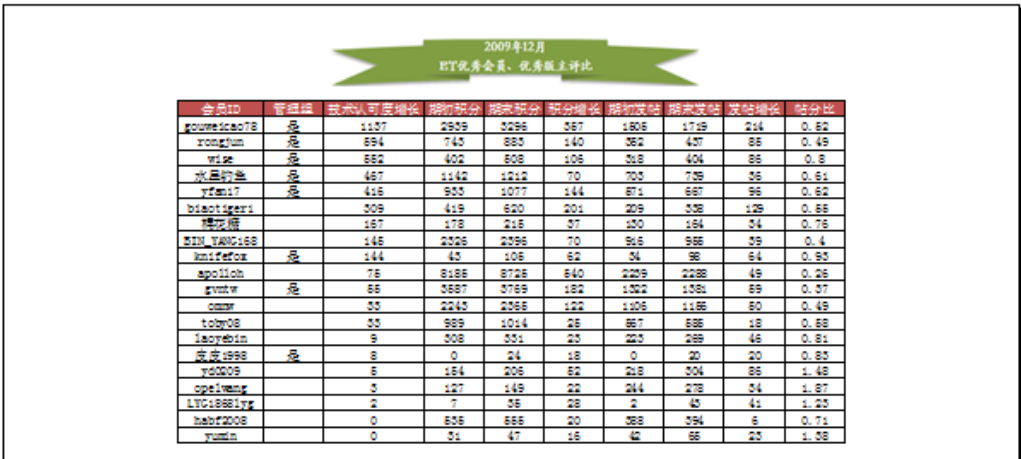 2009年12月
ET优秀会员、优秀版主评比
会员ID 管理组 技术认可度增长 期初积分 期末积分 积分增长 期初发帖 期末发帖 发帖增长 帖分比
gouweicao78 是 1137 2939 3296 357 1505 1719 214 0.52
rongjun 是 594 743 883 140 352 437 85 0.49
wise 是 552 402 508 106 318 404 86 0.8
水星钓鱼 是 467 1142 1212 70 703 739 36 0.61
yfan17 是 416 933 1077 144 571 667 96 0.62
biaotiger1 309 419 620 201 209 338 129 0.55
棉花糖 167 178 215 37 130 164 34 0.76
BIN_YANG168 145 2326 2396 70 916 955 39 0.4
knifefox 是 144 43 105 62 34 98 64 0.93
apolloh 75 8185 8725 540 2239 2288 49 0.26
gvntw 是 55 3587 3769 182 1322 1381 59 0.37
omnw 33 2243 2365 122 1106 1156 50 0.49
toby08 33 989 1014 25 567 585 18 0.58
laoyebin 9 308 331 23 223 269 46 0.81
皮皮1998 是 8 0 24 18 0 20 20 0.83
yd0209 5 154 206 52 218 304 86 1.48
opelwang 3 127 149 22 244 278 34 1.87
LYG1868lyg 2 7 35 28 2 43 41 1.23
habf2008 0 535 555 20 388 394 6 0.71
yumin 0 31 47 16 42 65 23 1.38